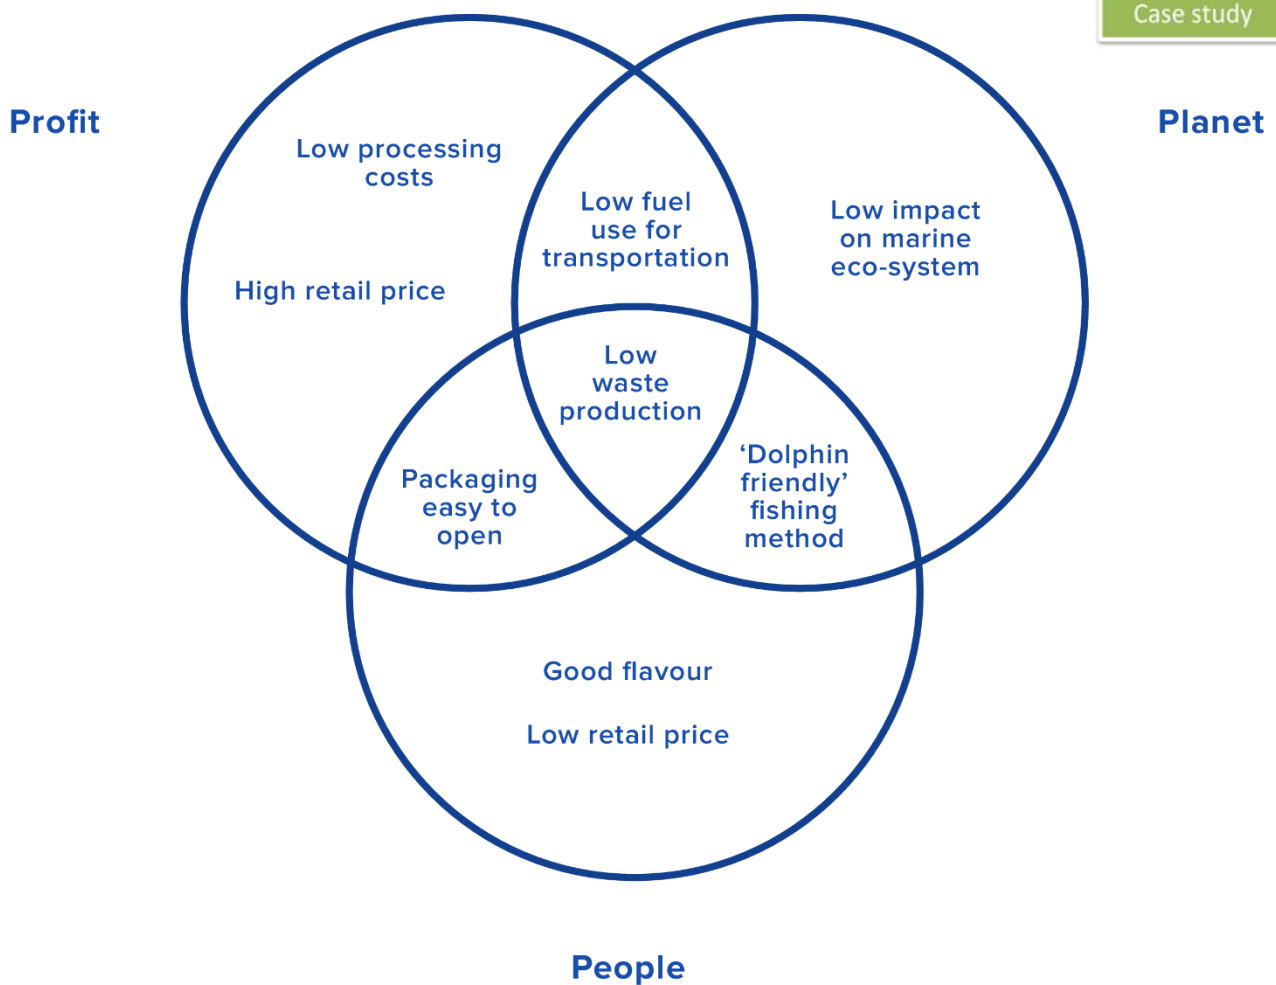 Case study
Profit
Planet
Low processing
costs
Low fuel
use for
transportation
Low impact
on marine
eco-system
High retail price
Low
waste
production
Packaging
easy to
open
‘Dolphin
friendly’
fishing
method
Good flavour
Low retail price
People